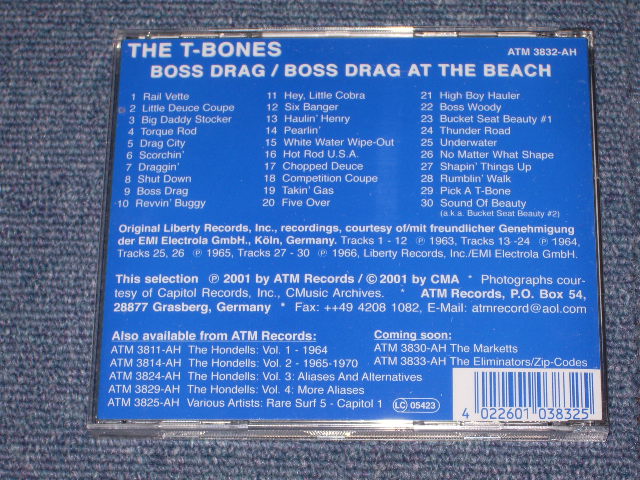 THE T-BONES
ATM 3832-AH
BOSS DRAG / BOSS DRAG AT THE BEACH
1 Rail Vette
2 Little Deuce Coupe
3 Big Daddy Stocker
4 Torque Rod
5 Drag City
6 Scorchin'
7 Draggin'
8 Shut Down
9 Boss Drag
10 Revvin' Buggy
11 Hey, Little Cobra
12 Six Banger
13 Haulin' Henry
14 Pearlin'
15 White Water Wipe-Out
16 Hot Rod U.S.A.
17 Chopped Deuce
18 Competition Coupe
19 Takin' Gas
20 Five Over
21 High Boy Hauler
22 Boss Woody
23 Bucket Seat Beauty #1
24 Thunder Road
25 Underwater
26 No Matter What Shape
27 Shapin' Things Up
28 Rumblin' Walk
29 Pick A T-Bone
30 Sound Of Beauty
(a.k.a. Bucket Seat Beauty #2)
Original Liberty Records, Inc., recordings, courtesy of/mit freundlicher Genehmigung
der EMI Electrola GmbH., Köln, Germany. Tracks 1 - 12 ℗ 1963, Tracks 13 -24 ℗ 1964,
Tracks 25, 26 ℗ 1965, Tracks 27 - 30 ℗ 1966, Liberty Records, Inc./EMI Electrola GmbH.
This selection ℗ 2001 by ATM Records / © 2001 by CMA * Photographs cour-
tesy of Capitol Records, Inc., CMusic Archives. * ATM Records, P.O. Box 54,
28877 Grasberg, Germany * Fax: ++49 4208 1082, E-Mail: atmrecord@aol.com
Also available from ATM Records:
ATM 3811-AH The Hondells: Vol. 1 - 1964
ATM 3814-AH The Hondells: Vol. 2 - 1965-1970
ATM 3824-AH The Hondells: Vol. 3: Aliases And Alternatives
ATM 3829-AH The Hondells: Vol. 4: More Aliases
ATM 3825-AH Various Artists: Rare Surf 5 - Capitol 1
Coming soon:
ATM 3830-AH The Marketts
ATM 3833-AH The Eliminators/Zip-Codes
LC 05423
4 022601 038325